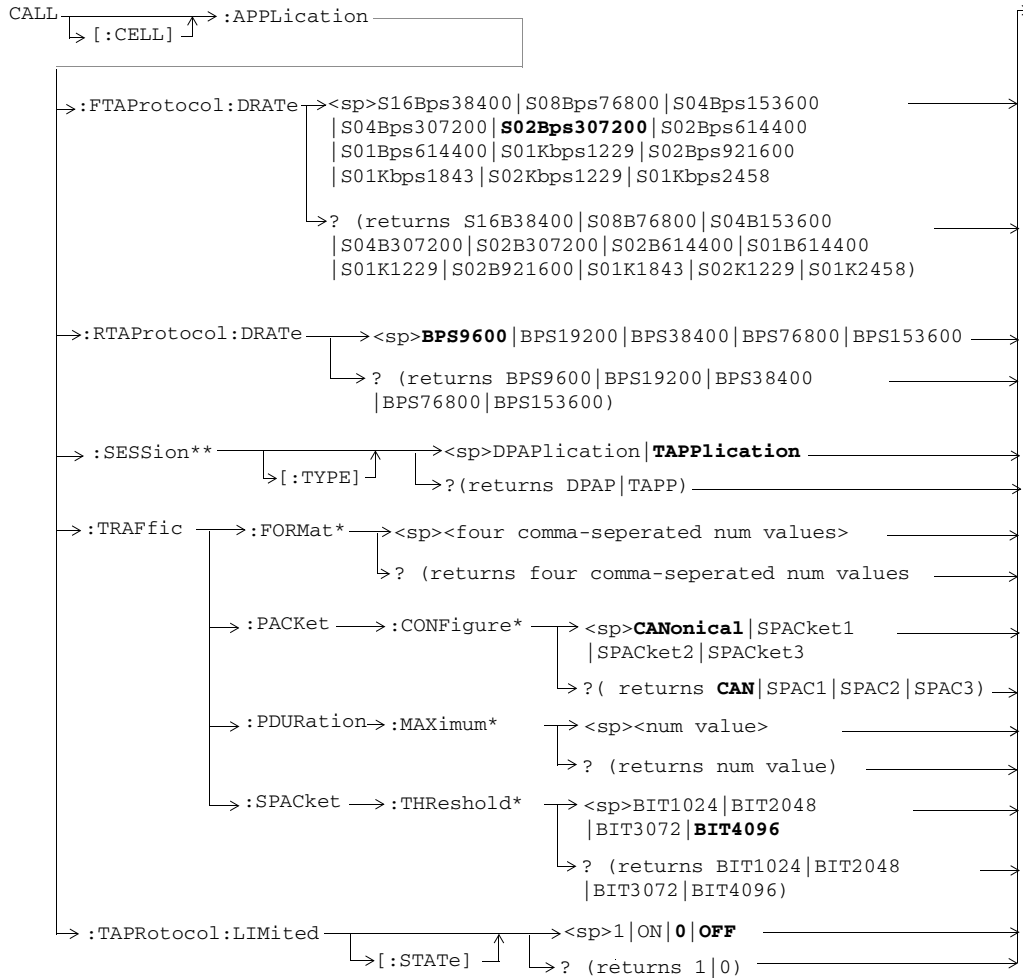 CALL :APPLication
[:CELL]
:FTAProtocol:DRATe <sp>S16Bps38400|S08Bps76800|S04Bps153600
|S04Bps307200|S02Bps307200|S02Bps614400
|S01Bps614400|S01Kbps1229|S02Bps921600
|S01Kbps1843|S02Kbps1229|S01Kbps2458
? (returns S16B38400|S08B76800|S04B153600
|S04B307200|S02B307200|S02B614400|S01B614400
|S01K1229|S02B921600|S01K1843|S02K1229|S01K2458)
:RTAProtocol:DRATe <sp>BPS9600|BPS19200|BPS38400|BPS76800|BPS153600
? (returns BPS9600|BPS19200|BPS38400
|BPS76800|BPS153600)
:SESSion** <sp>DPAPlication|TAPPlication
[:TYPE] ?(returns DPAP|TAPP)
:TRAFfic :FORMat* <sp><four comma-seperated num values>
? (returns four comma-seperated num values
:PACKet :CONFigure* <sp>CANonical|SPACket1
|SPACket2|SPACket3
?( returns CAN|SPAC1|SPAC2|SPAC3)
:PDURation :MAXimum* <sp><num value>
? (returns num value)
:SPACket :THReshold* <sp>BIT1024|BIT2048
|BIT3072|BIT4096
? (returns BIT1024|BIT2048
|BIT3072|BIT4096)
:TAPRotocol:LIMited <sp>1|ON|0|OFF
[:STATe] ? (returns 1|0)